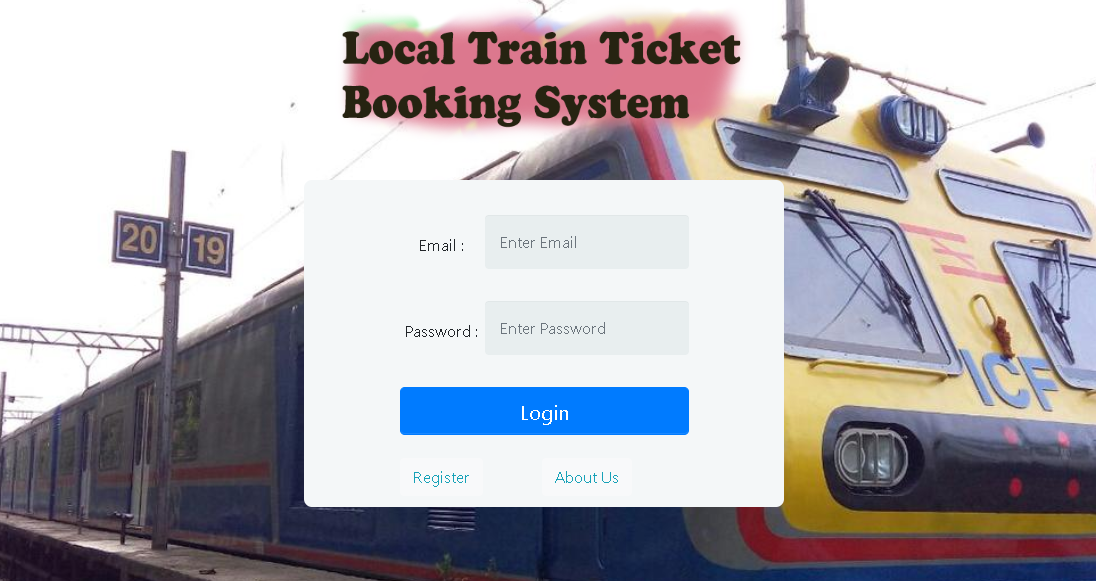 Local Train Ticket
Booking System
20 19
Email :
Enter Email
Password :
Enter Password
Login
Register
About Us
ICF